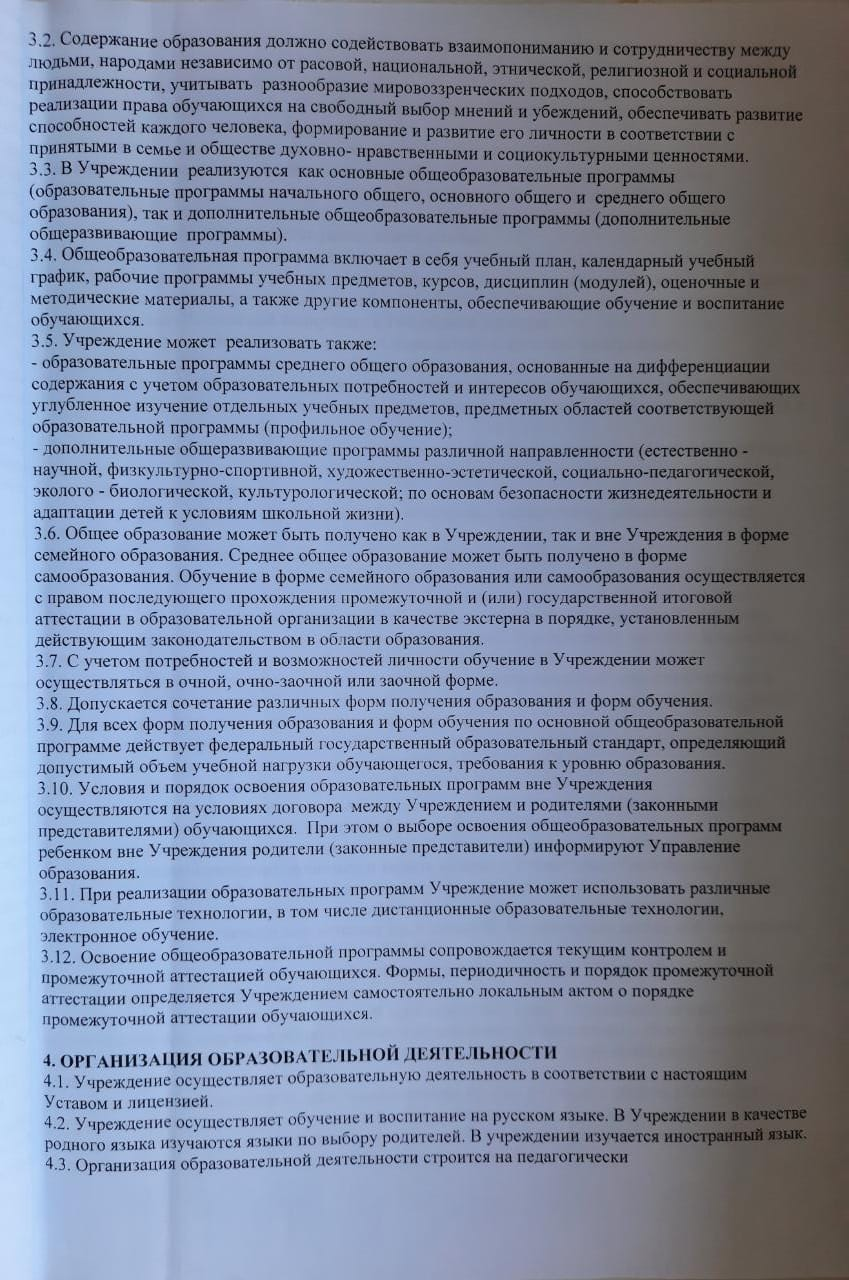 3.2. Содержание образования должно содействовать взаимопониманию и сотрудничеству между
людьми, народами независимо от расовой, национальной, этнической, религиозной и социальной
принадлежности, учитывать разнообразие мировоззренческих подходов, способствовать
реализации права обучающихся на свободный выбор мнений и убеждений, обеспечивать развитие
способностей каждого человека, формирование и развитие его личности в соответствии с
принятыми в семье и обществе духовно- нравственными и социокультурными ценностями.
3.3. В Учреждении реализуются как основные общеобразовательные программы
(образовательные программы начального общего, основного общего и среднего общего
образования), так и дополнительные общеобразовательные программы (дополнительные
общеразвивающие программы).
3.4. Общеобразовательная программа включает в себя учебный план, календарный учебный
график, рабочие программы учебных предметов, курсов, дисциплин (модулей), оценочные и
методические материалы, а также другие компоненты, обеспечивающие обучение и воспитание
обучающихся.
3.5. Учреждение может реализовать также:
- образовательные программы среднего общего образования, основанные на дифференциации
содержания с учетом образовательных потребностей и интересов обучающихся, обеспечивающих
углубленное изучение отдельных учебных предметов, предметных областей соответствующей
образовательной программы (профильное обучение);
- дополнительные общеразвивающие программы различной направленности (естественно -
научной, физкультурно-спортивной, художественно-эстетической, социально-педагогической,
эколого - биологической, культурологической; по основам безопасности жизнедеятельности и
адаптации детей к условиям школьной жизни).
3.6. Общее образование может быть получено как в Учреждении, так и вне Учреждения в форме
семейного образования. Среднее общее образование может быть получено в форме
самообразования. Обучение в форме семейного образования или самообразования осуществляется
с правом последующего прохождения промежуточной и (или) государственной итоговой
аттестации в образовательной организации в качестве экстерна в порядке, установленным
действующим законодательством в области образования.
3.7. С учетом потребностей и возможностей личности обучение в Учреждении может
осуществляться в очной, очно-заочной или заочной форме.
3.8. Допускается сочетание различных форм получения образования и форм обучения.
3.9. Для всех форм получения образования и форм обучения по основной общеобразовательной
программе действует федеральный государственный образовательный стандарт, определяющий
допустимый объем учебной нагрузки обучающегося, требования к уровню образования.
3.10. Условия и порядок освоения образовательных программ вне Учреждения
осуществляются на условиях договора между Учреждением и родителями (законными
представителями) обучающихся. При этом о выборе освоения общеобразовательных программ
ребенком вне Учреждения родители (законные представители) информируют Управление
образования.
3.11. При реализации образовательных программ Учреждение может использовать различные
образовательные технологии, в том числе дистанционные образовательные технологии,
электронное обучение.
3.12. Освоение общеобразовательной программы сопровождается текущим контролем и
промежуточной аттестацией обучающихся. Формы, периодичность и порядок промежуточной
аттестации определяется Учреждением самостоятельно локальным актом о порядке
промежуточной аттестации обучающихся.
4. ОРГАНИЗАЦИЯ ОБРАЗОВАТЕЛЬНОЙ ДЕЯТЕЛЬНОСТИ
4.1. Учреждение осуществляет образовательную деятельность в соответствии с настоящим
Уставом и лицензией.
4.2. Учреждение осуществляет обучение и воспитание на русском языке. В Учреждении в качестве
родного языка изучаются языки по выбору родителей. В учреждении изучается иностранный язык.
4.3. Организация образовательной деятельности строится на педагогически